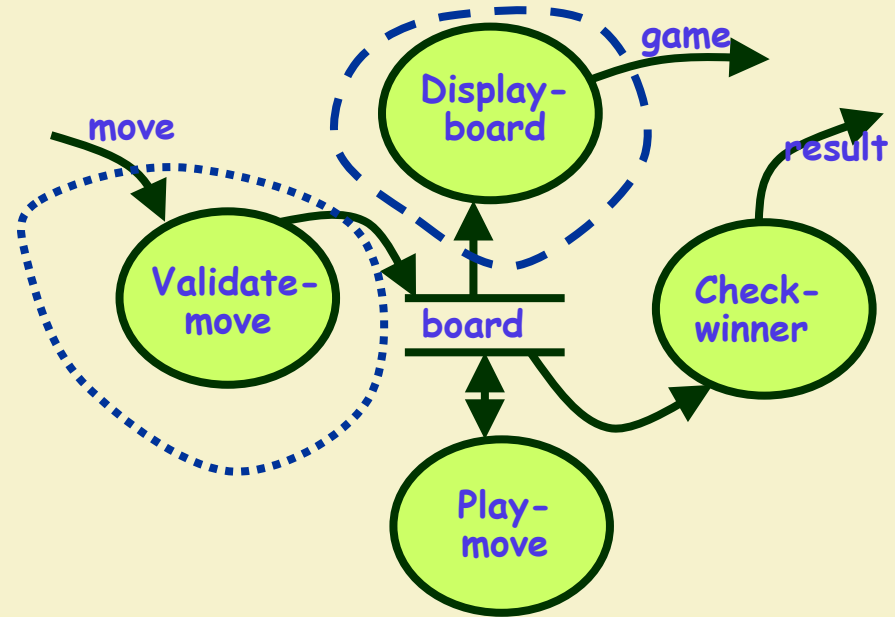 game
Display-
board
move
result
Validate-
move
board
Check-
winner
Play-
move